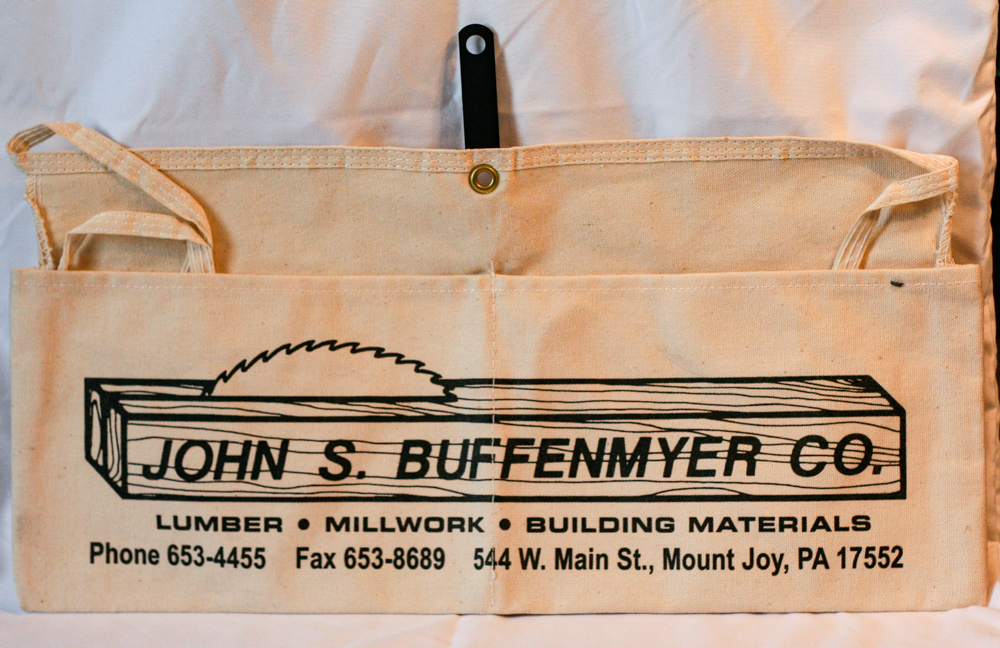 JOHN S. BUFFENMYER CO.
LUMBER • MILLWORK • BUILDING MATERIALS
Phone 653-4455 Fax 653-8689 544 W. Main St., Mount Joy, PA 17552